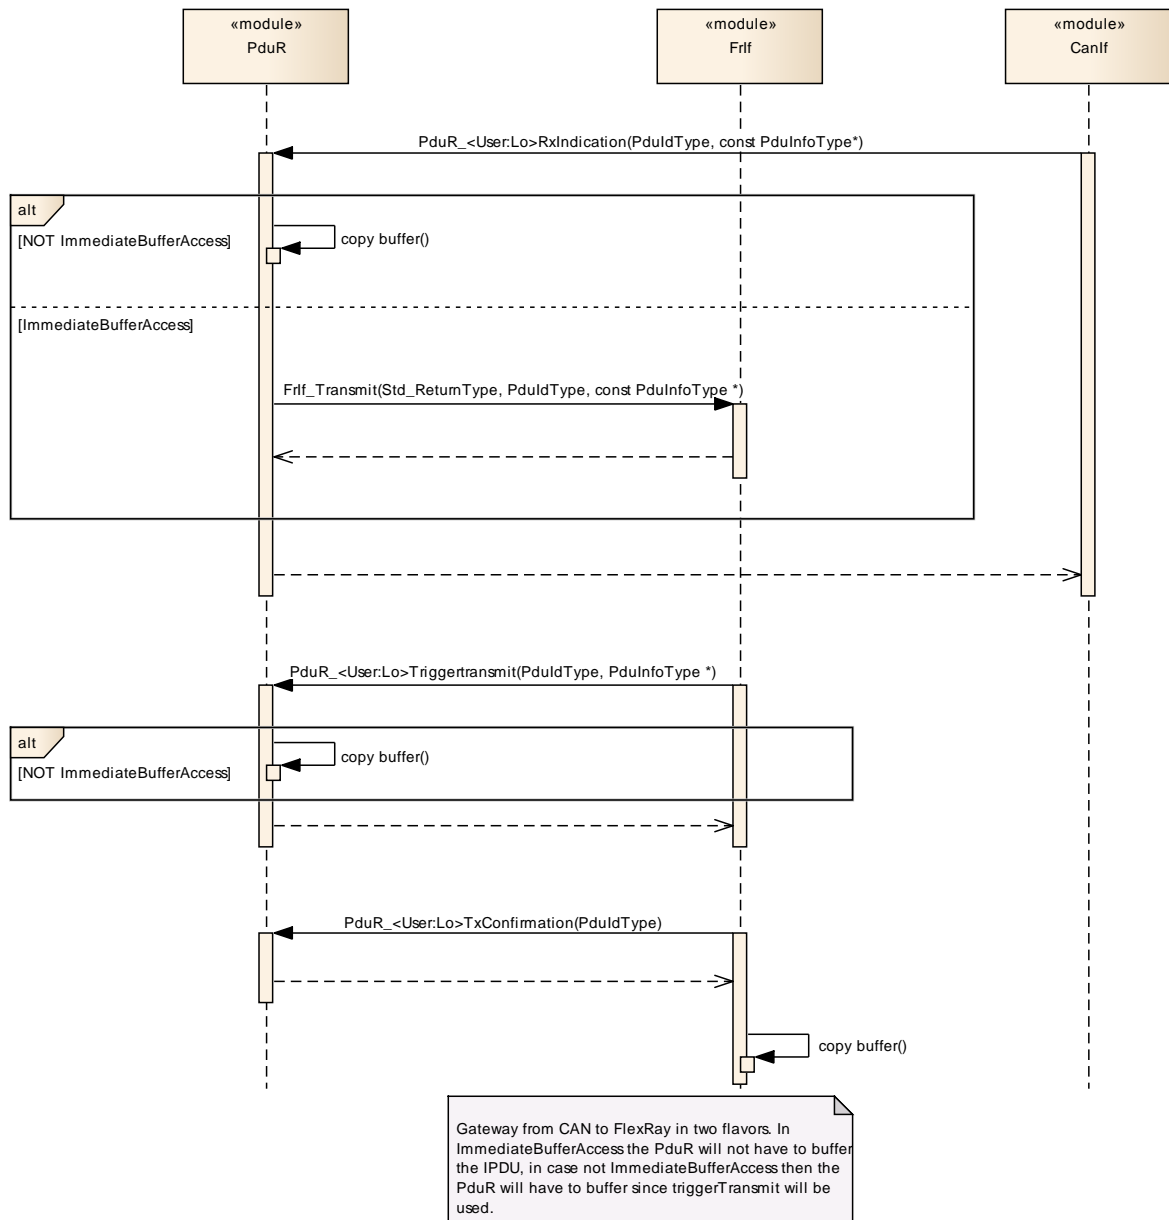 «module»
PduR
«module»
FrIf
«module»
CanIf
PduR_<User:Lo>RxIndication(PduIdType, const PduInfoType*)
alt
[NOT ImmediateBufferAccess]
copy buffer()
[ImmediateBufferAccess]
FrIf_Transmit(Std_ReturnType, PduIdType, const PduInfoType *)
PduR_<User:Lo>Triggertransmit(PduIdType, PduInfoType *)
alt
copy buffer()
[NOT ImmediateBufferAccess]
PduR_<User:Lo>TxConfirmation(PduIdType)
copy buffer()
Gateway from CAN to FlexRay in two flavors. In
ImmediateBufferAccess the PduR will not have to buffer
the IPDU, in case not ImmediateBufferAccess then the
PduR will have to buffer since triggerTransmit will be
used.